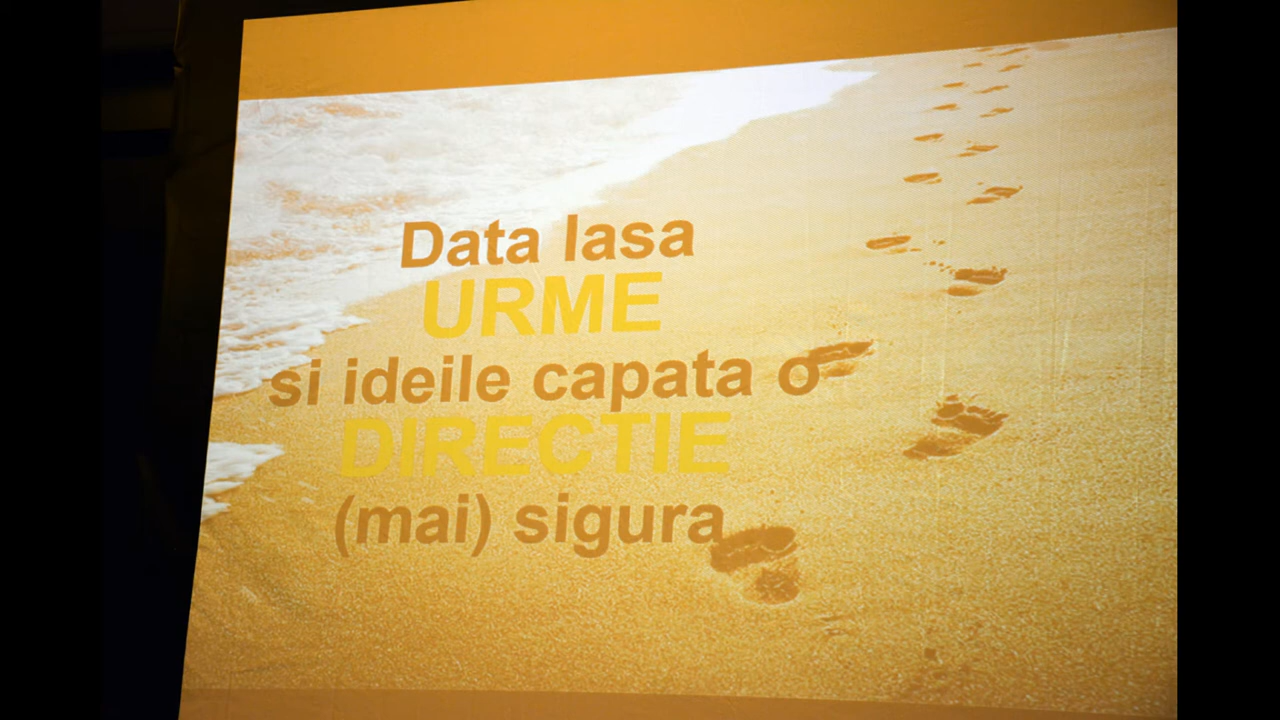 Data lasa
URME
si ideile capata o
DIRECTIE
(mai) sigura